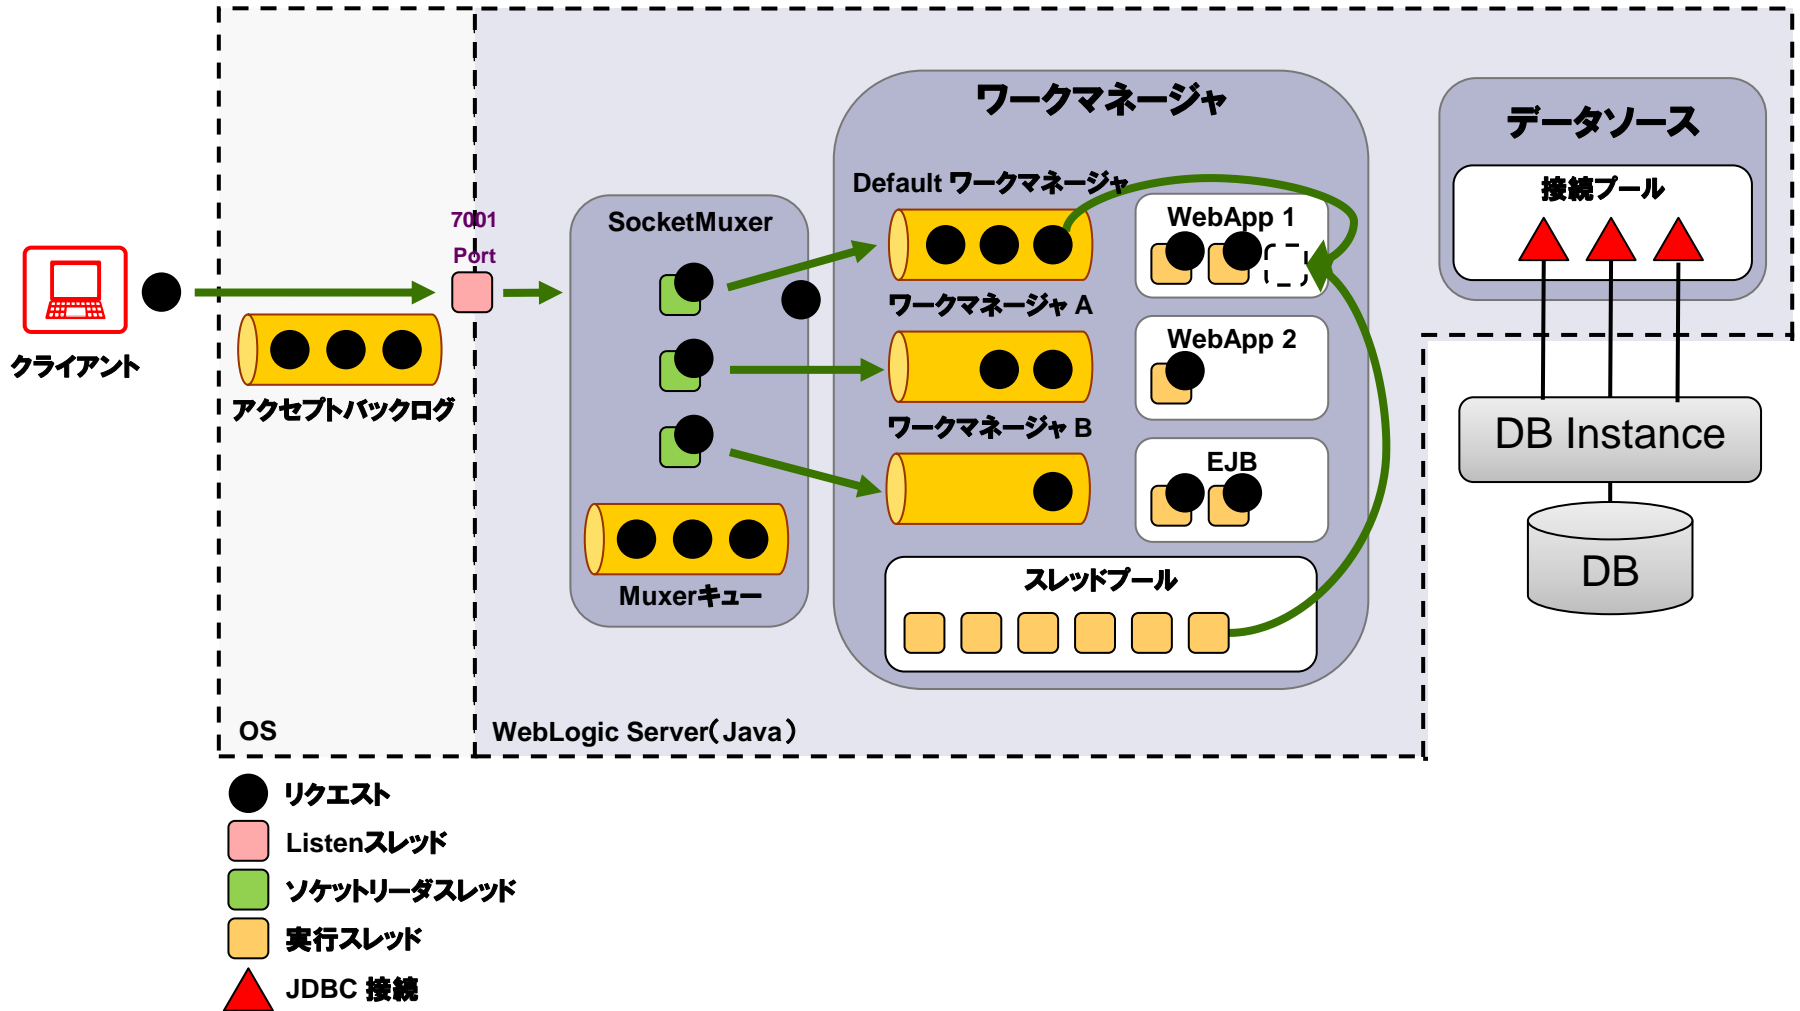 ワークマネージャ
データソース
Default ワークマネージャ
接続プール
7001
Port
SocketMuxer
WebApp 1
ワークマネージャ A
WebApp 2
クライアント
アクセプトバックログ
ワークマネージャ B
DB Instance
EJB
スレッドプール
DB
Muxerキュー
OS
WebLogic Server(Java)
リクエスト
Listenスレッド
ソケットリーダスレッド
実行スレッド
JDBC 接続